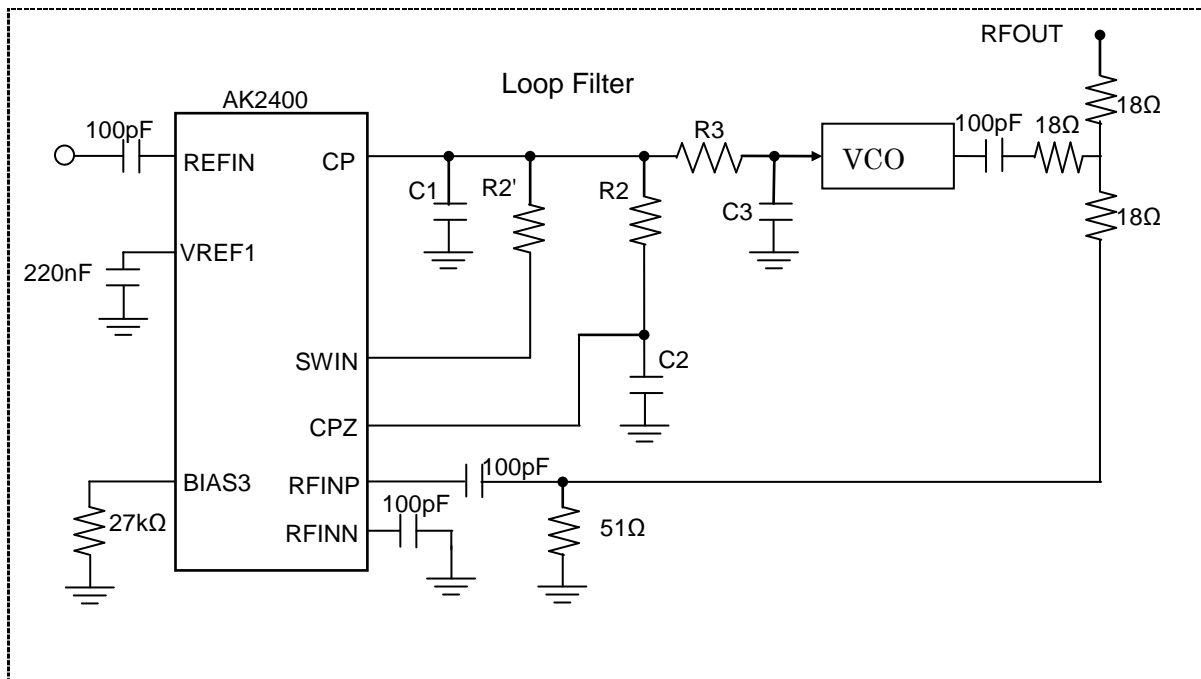 RFOUT
Loop Filter
18Ω
AK2400
100pF
R3
100pF
18Ω
REFIN
CP
VCO
C1
R2'
R2
C3
18Ω
VREF1
220nF
SWIN
C2
CPZ
100pF
BIAS3
RFINP
100pF
27kΩ
RFINN
51Ω